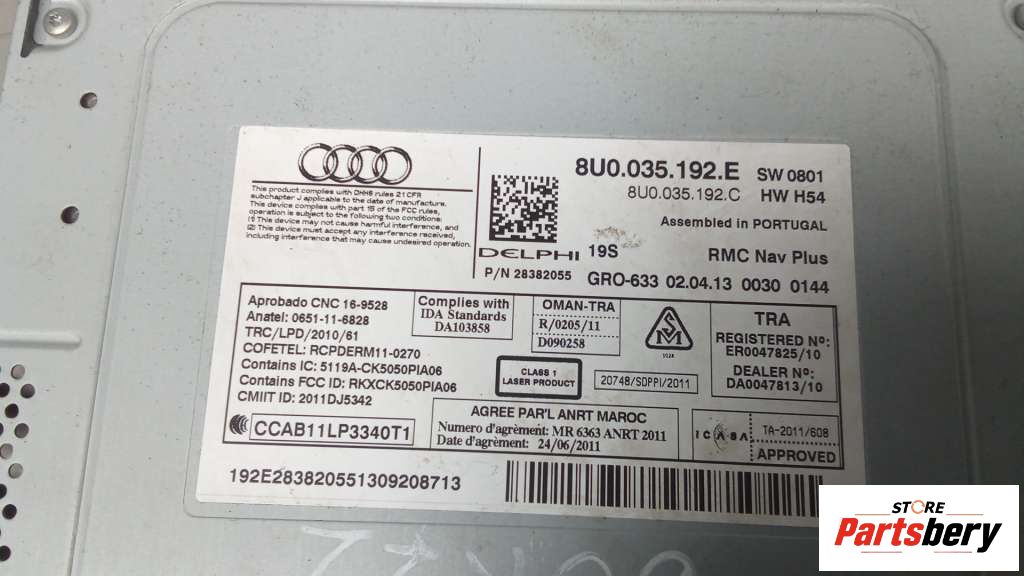 This product complies with DHHS rules 21CFR
subchapter J applicable to the date of manufacture.
This device complies with part 15 of the FCC rules,
operation is subject to the following two conditions:
(1) This device may not cause harmful interference, and
(2) This device must accept any interference received,
including interference that may cause undesired operation.
8U0.035.192.E SW 0801
8U0.035.192.C HW H54
Assembled in PORTUGAL
DELPHI 19S RMC Nav Plus
P/N 28382055 GRO-633 02.04.13 0030 0144
Aprobado CNC 16-9528
Anatel: 0651-11-6828
TRC/LPD/2010/61
COFETEL: RCPDERM11-0270
Contains IC: 5119A-CK5050PIA06
Contains FCC ID: RKXCK5050PIA06
CMIIT ID: 2011DJ5342
CCAB11LP3340T1
Complies with
IDA Standards
DA103858
OMAN-TRA
R/0205/11
D090258
CLASS 1
LASER PRODUCT
20748/SDPPI/2011
TRA
REGISTERED Nº:
ER0047825/10
DEALER Nº:
DA0047813/10
AGREE PAR'L ANRT MAROC
Numero d'agrément: MR 6363 ANRT 2011
Date d'agrément: 24/06/2011
ICASA
TA-2011/608
APPROVED
192E283820551309208713
STORE
Partsbery